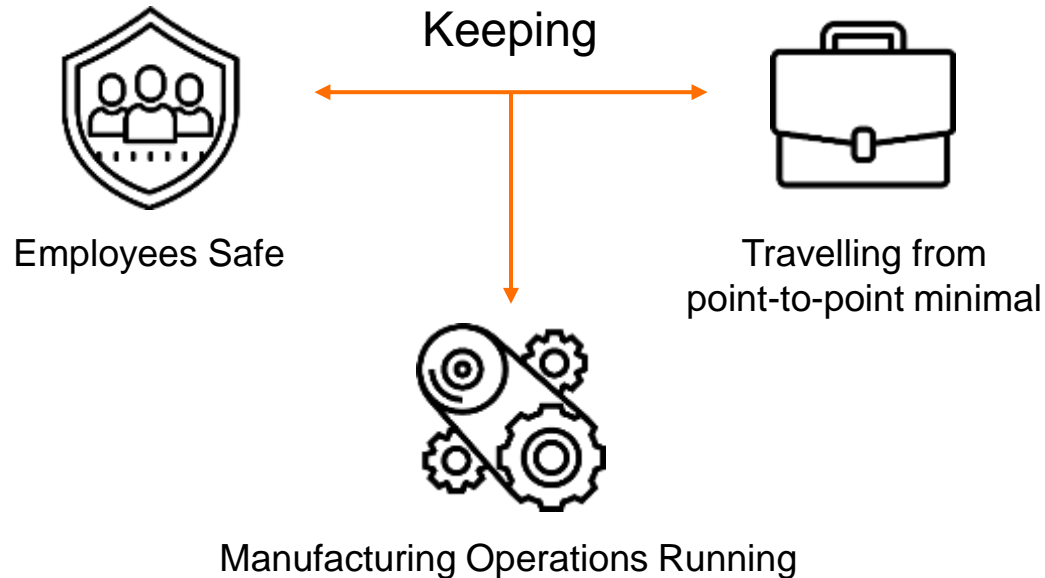 Keeping
Employees Safe
Travelling from
point-to-point minimal
Manufacturing Operations Running